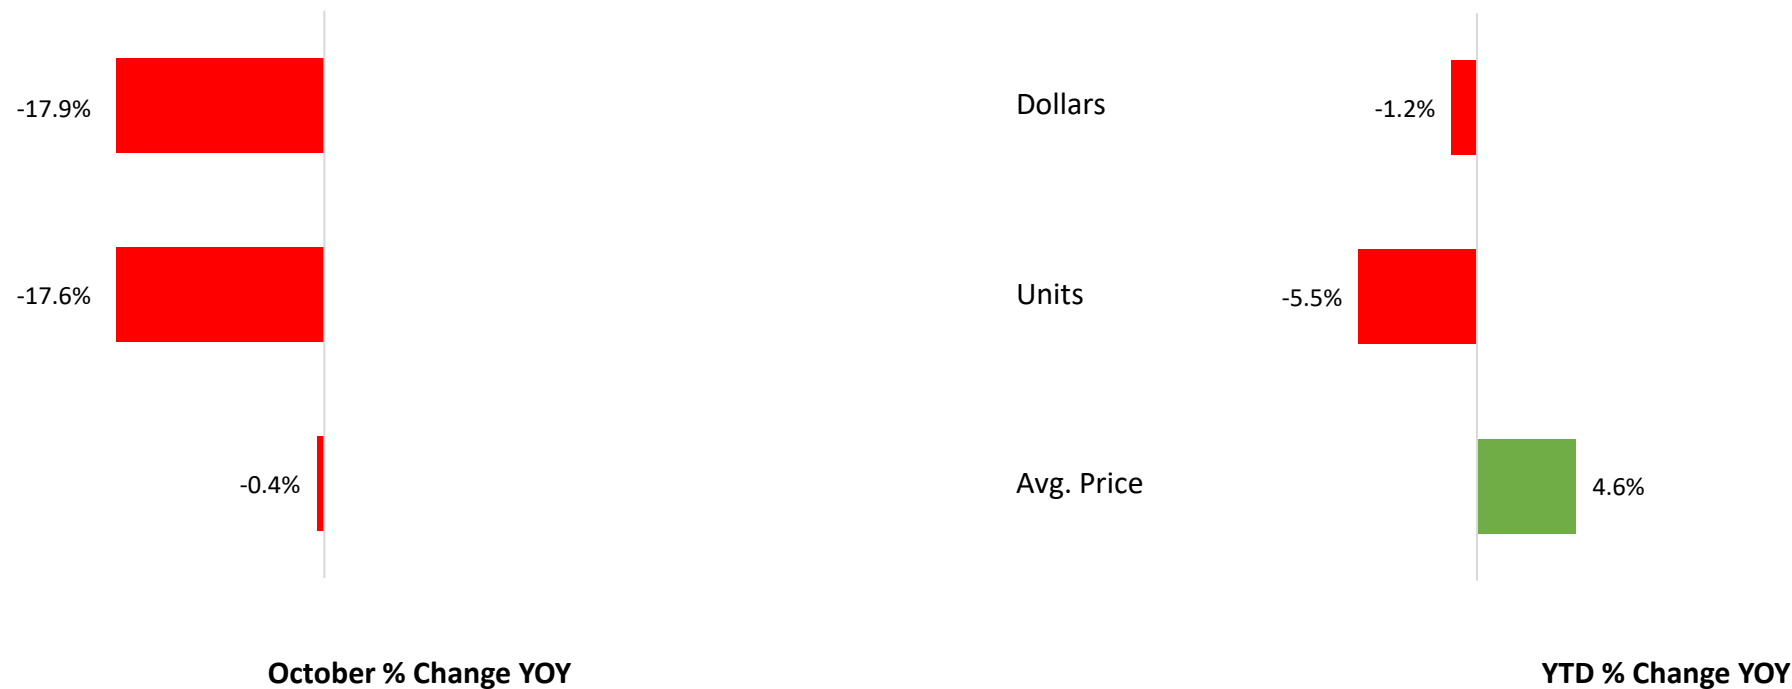 -17.9%
Dollars
-1.2%
-17.6%
Units
-5.5%
-0.4%
Avg. Price
4.6%
October % Change YOY
YTD % Change YOY